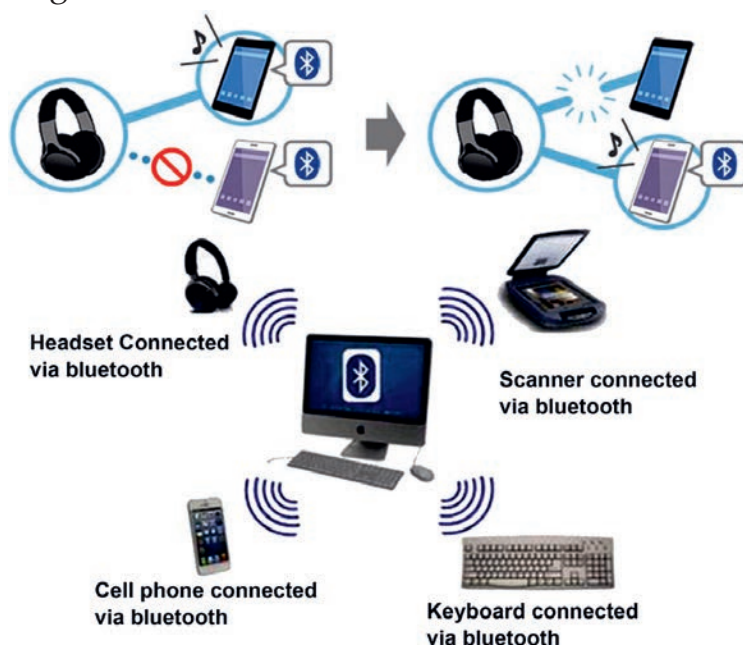 Headset Connected
via bluetooth
Scanner connected
via bluetooth
Cell phone connected
via bluetooth
Keyboard connected
via bluetooth